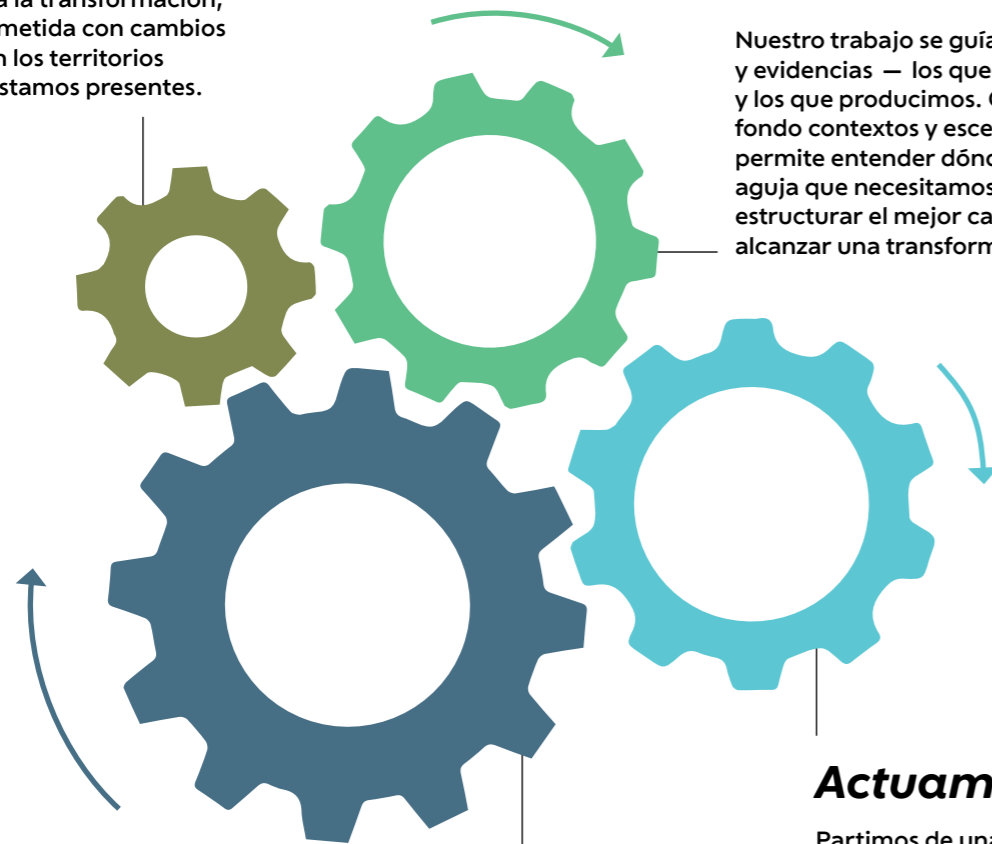 a la transformación,
metida con cambios
n los territorios
stamos presentes.
Nuestro trabajo se guía
y evidencias — los que
y los que producimos.
fondo contextos y esce
permite entender dónd
aguja que necesitamos
estructurar el mejor ca
alcanzar una transform
Actuam
Partimos de una